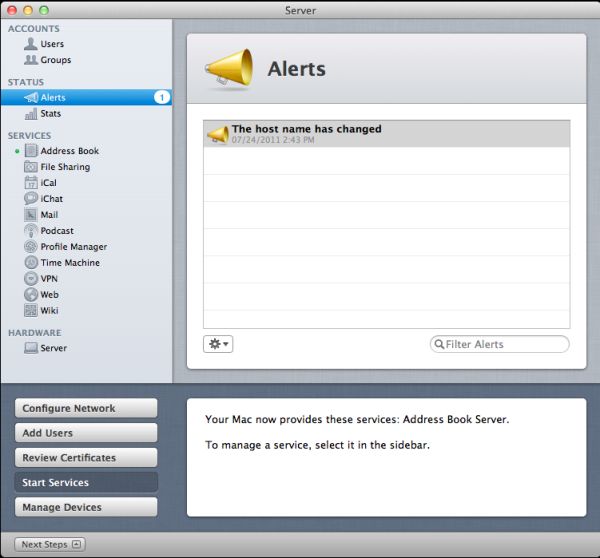 Server
ACCOUNTS
Users
Groups
STATUS
Alerts 1
Stats
SERVICES
Address Book
File Sharing
iCal
iChat
Mail
Podcast
Profile Manager
Time Machine
VPN
Web
Wiki
HARDWARE
Server
Alerts
The host name has changed
07/24/2011 2:43 PM
Filter Alerts
Configure Network
Add Users
Review Certificates
Start Services
Manage Devices
Your Mac now provides these services: Address Book Server.
To manage a service, select it in the sidebar.
Next Steps